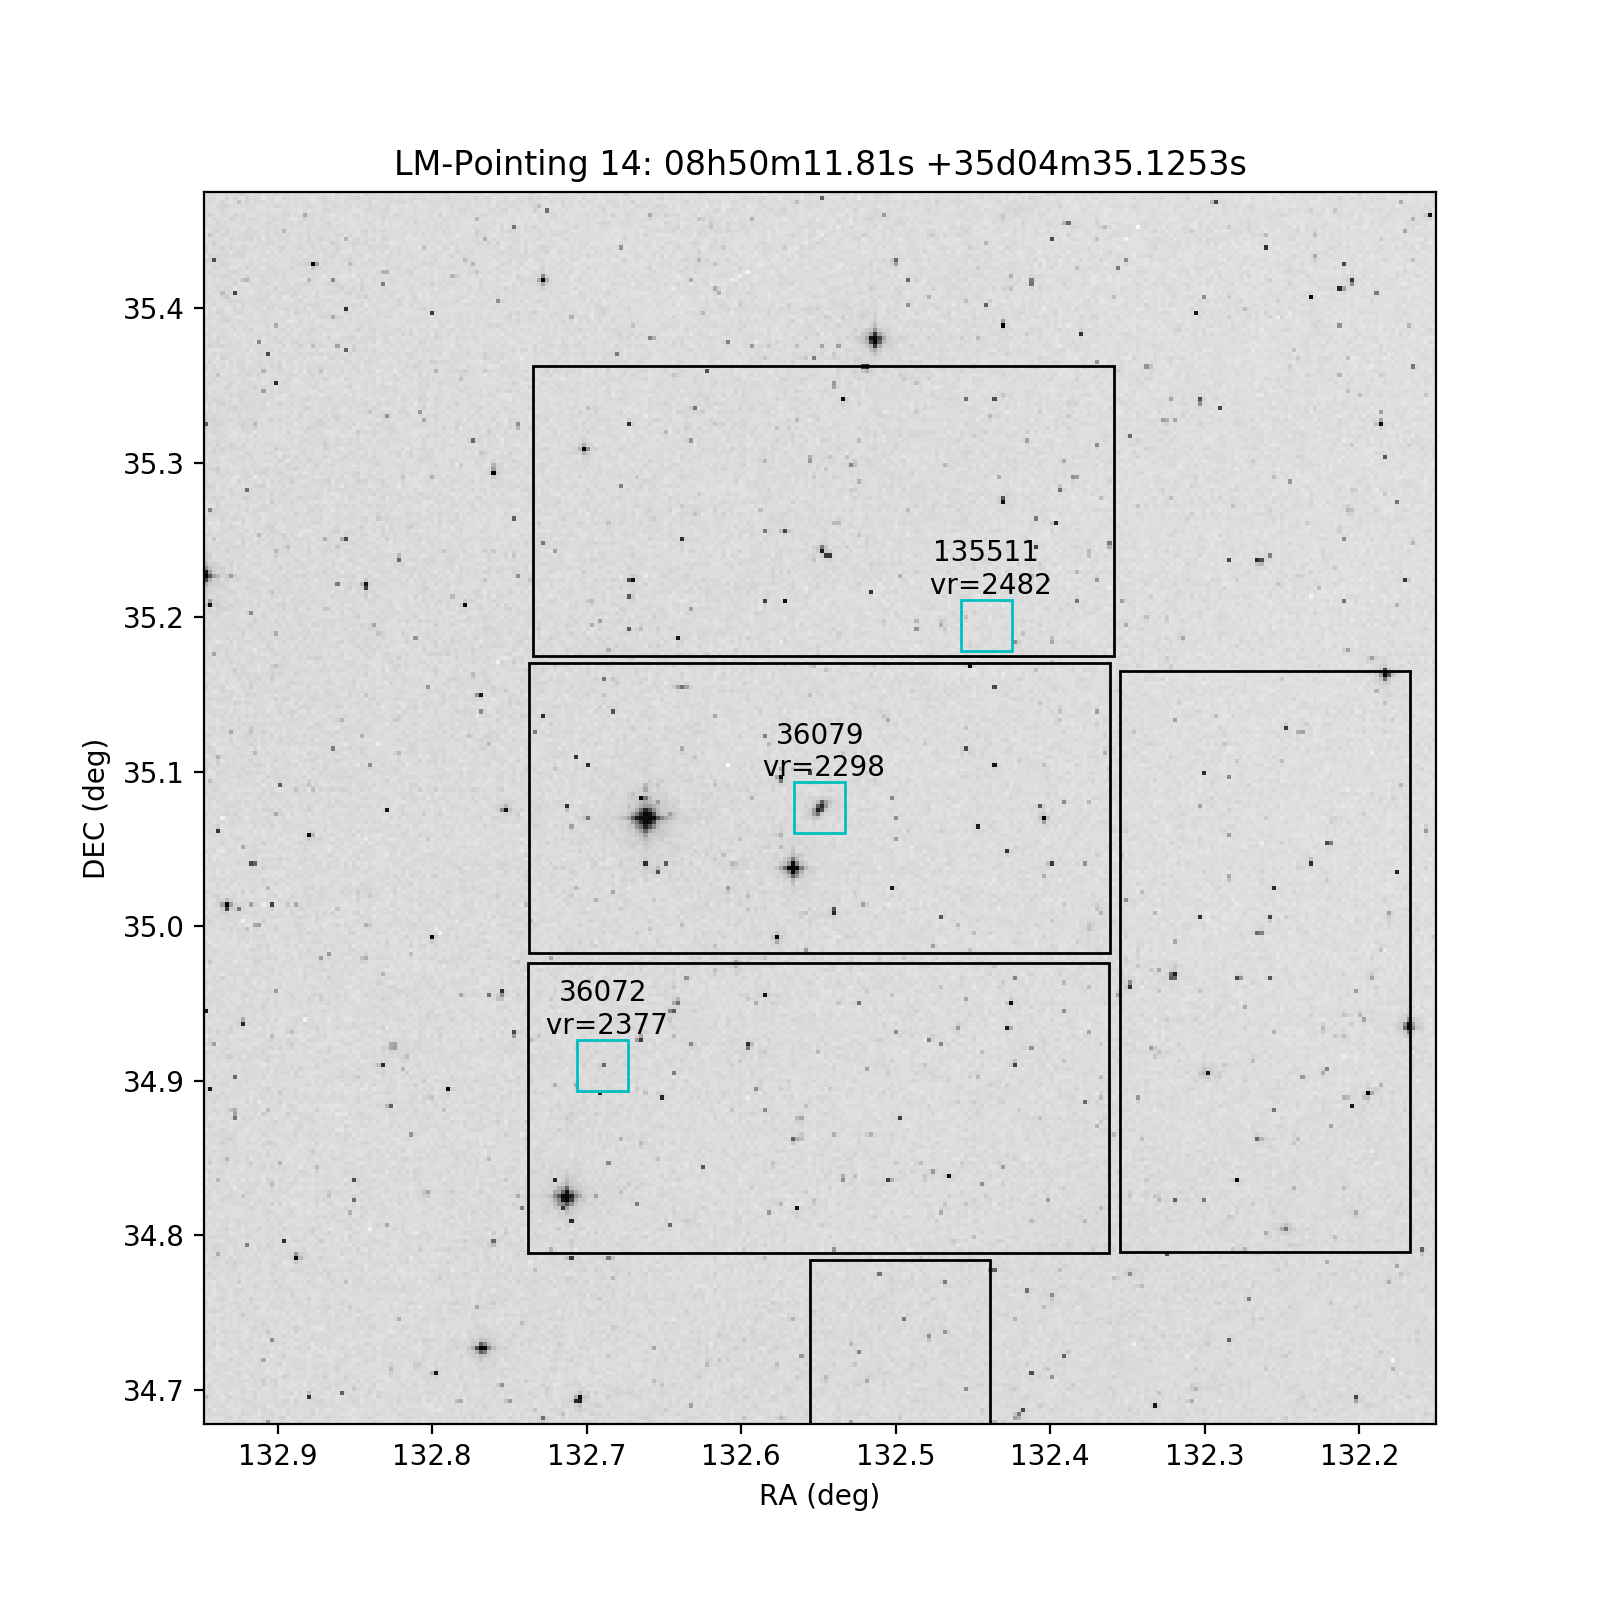 LM-Pointing 14: 08h50m11.81s +35d04m35.1253s
35.4
35.3
35.2
35.1
35.0
34.9
34.8
34.7
DEC (deg)
135511
vr=2482
36079
vr=2298
36072
vr=2377
132.9 132.8 132.7 132.6 132.5 132.4 132.3 132.2
RA (deg)